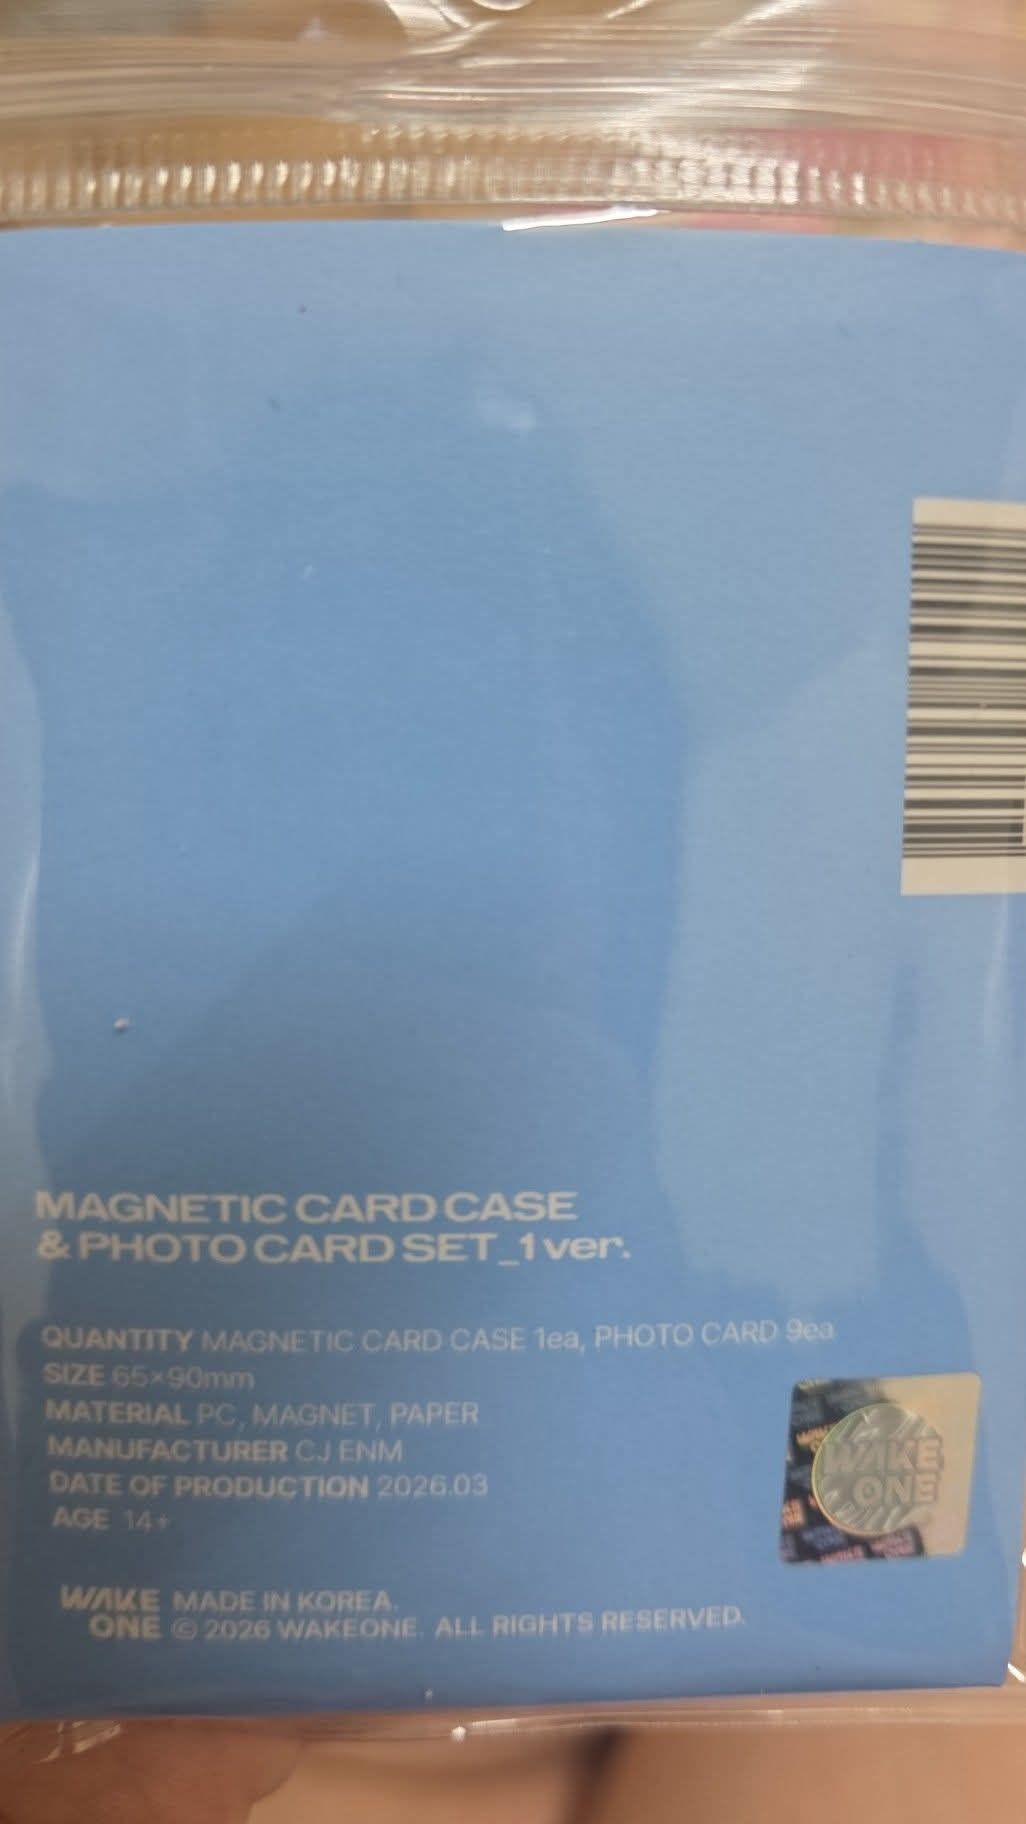 MAGNETIC CARD CASE
& PHOTO CARD SET_1 ver.
QUANTITY MAGNETIC CARD CASE 1ea, PHOTO CARD 9ea
SIZE 65×90mm
MATERIAL PC, MAGNET, PAPER
MANUFACTURER CJ ENM
DATE OF PRODUCTION 2026.03
AGE 14+
WAKE
ONE
WAKE MADE IN KOREA.
ONE © 2026 WAKEONE. ALL RIGHTS RESERVED.